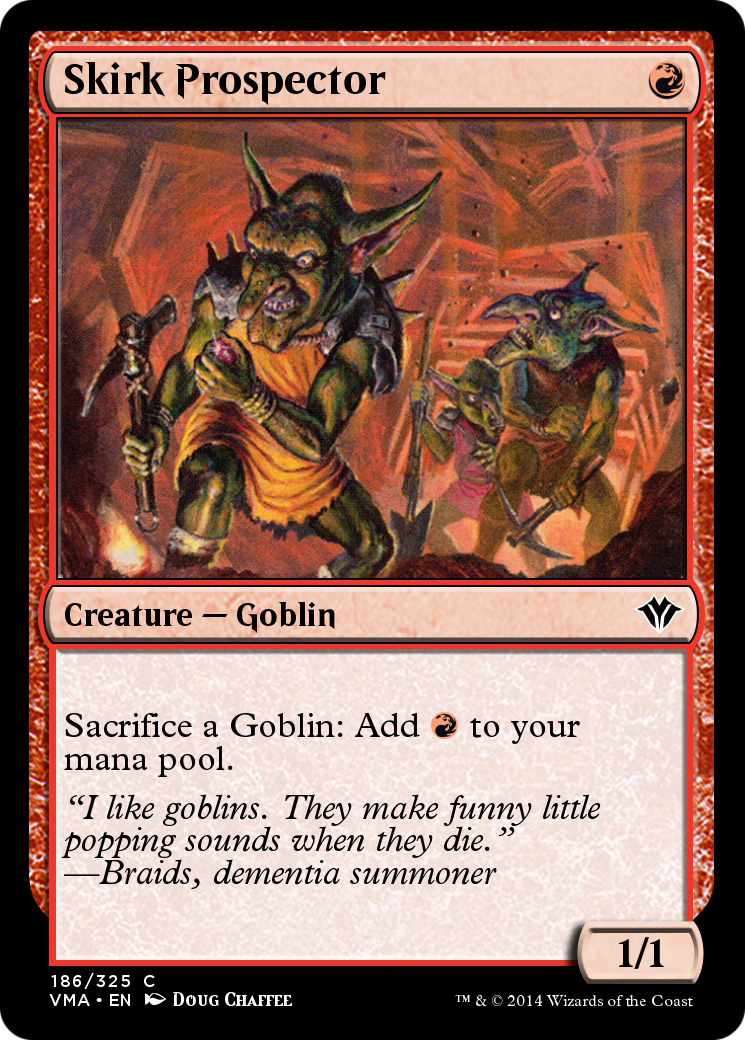 Skirk Prospector
Creature — Goblin
Sacrifice a Goblin: Add to your
mana pool.
“I like goblins. They make funny little
popping sounds when they die.”
—Braids, dementia summoner
1/1
186/325 C
VMA • EN Doug Chaffee
™ & © 2014 Wizards of the Coast